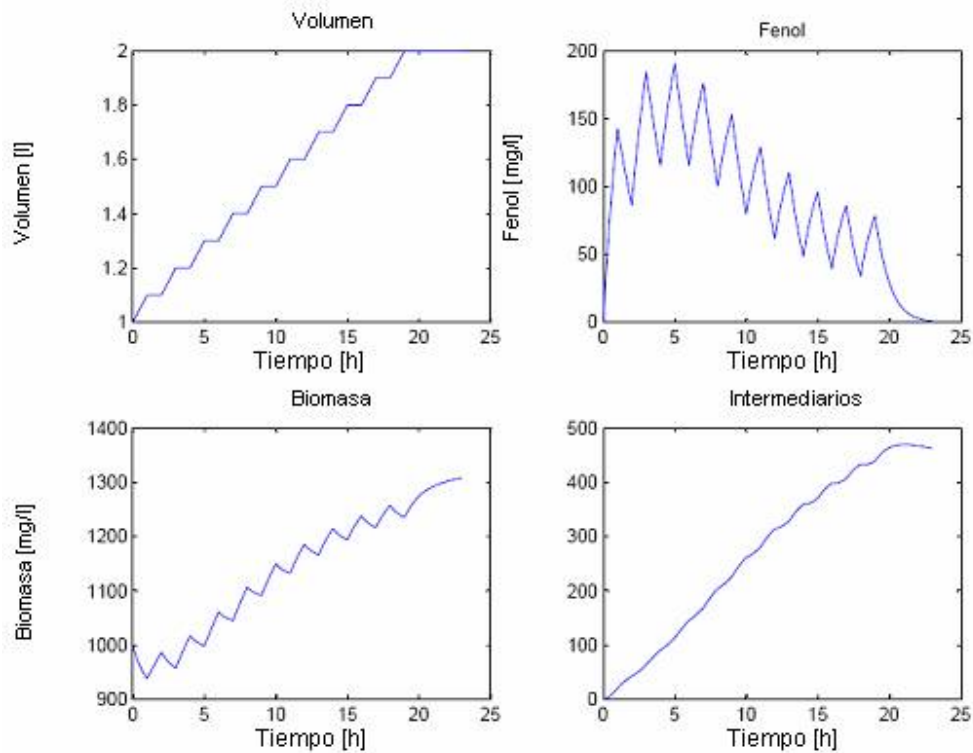 Volumen
Volumen [l]
2
1.8
1.6
1.4
1.2
1
0 5 10 15 20 25
Tiempo [h]
Fenol
Fenol [mg/l]
200
150
100
50
0
0 5 10 15 20 25
Tiempo [h]
Biomasa
Biomasa [mg/l]
1400
1300
1200
1100
1000
900
0 5 10 15 20 25
Tiempo [h]
Intermediarios
500
400
300
200
100
0
0 5 10 15 20 25
Tiempo [h]